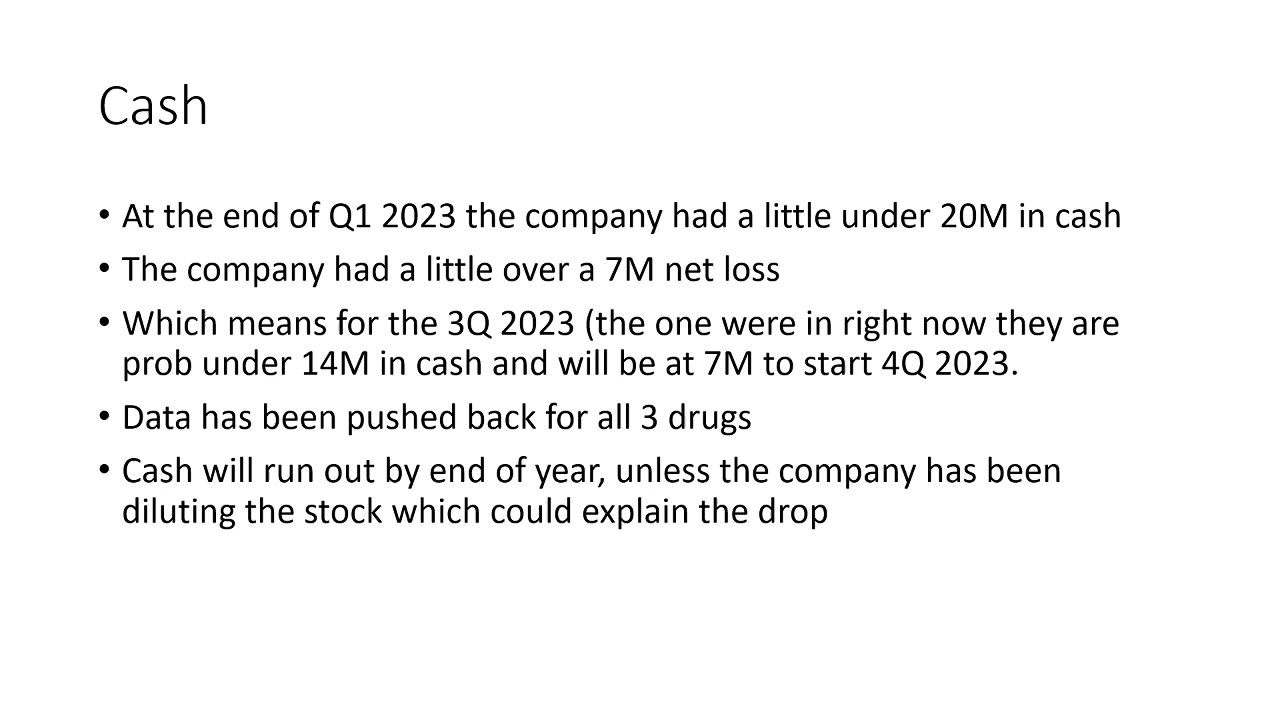 Cash
• At the end of Q1 2023 the company had a little under 20M in cash
• The company had a little over a 7M net loss
• Which means for the 3Q 2023 (the one were in right now they are
prob under 14M in cash and will be at 7M to start 4Q 2023.
• Data has been pushed back for all 3 drugs
• Cash will run out by end of year, unless the company has been
diluting the stock which could explain the drop